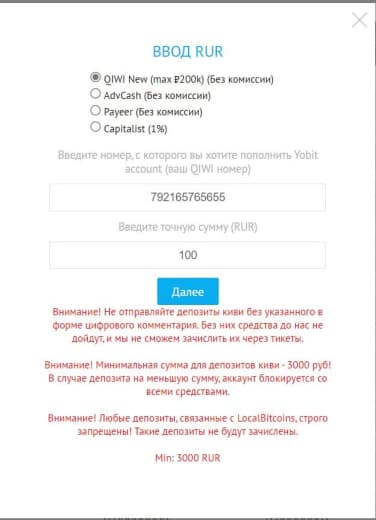 ВВОД RUR
QIWI New (max ₽200k) (Без комиссии)
AdvCash (Без комиссии)
Payeer (Без комиссии)
Capitalist (1%)
Введите номер, с которого вы хотите пополнить Yobit
account (ваш QIWI номер)
792165765655
Введите точную сумму (RUR)
100
Далее
Внимание! Не отправляйте депозиты киви без указанного в
форме цифрового комментария. Без них средства до нас не
дойдут, и мы не сможем зачислить их через тикеты.
Внимание! Минимальная сумма для депозитов киви - 3000 руб!
В случае депозита на меньшую сумму, аккаунт блокируется со
всеми средствами.
Внимание! Любые депозиты, связанные с LocalBitcoins, строго
запрещены! Такие депозиты не будут зачислены.
Min: 3000 RUR